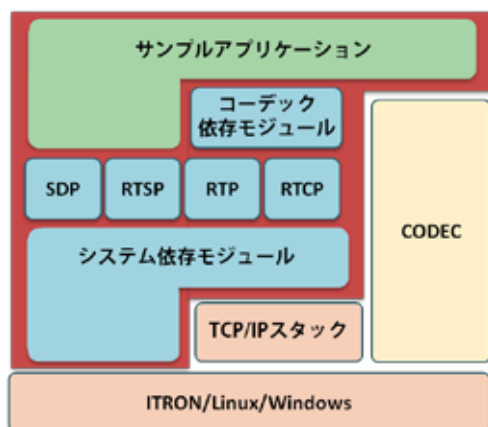 サンプルアプリケーション
コーデック
依存モジュール
SDP
RTSP
RTP
RTCP
CODEC
システム依存モジュール
TCP/IPスタック
ITRON/Linux/Windows